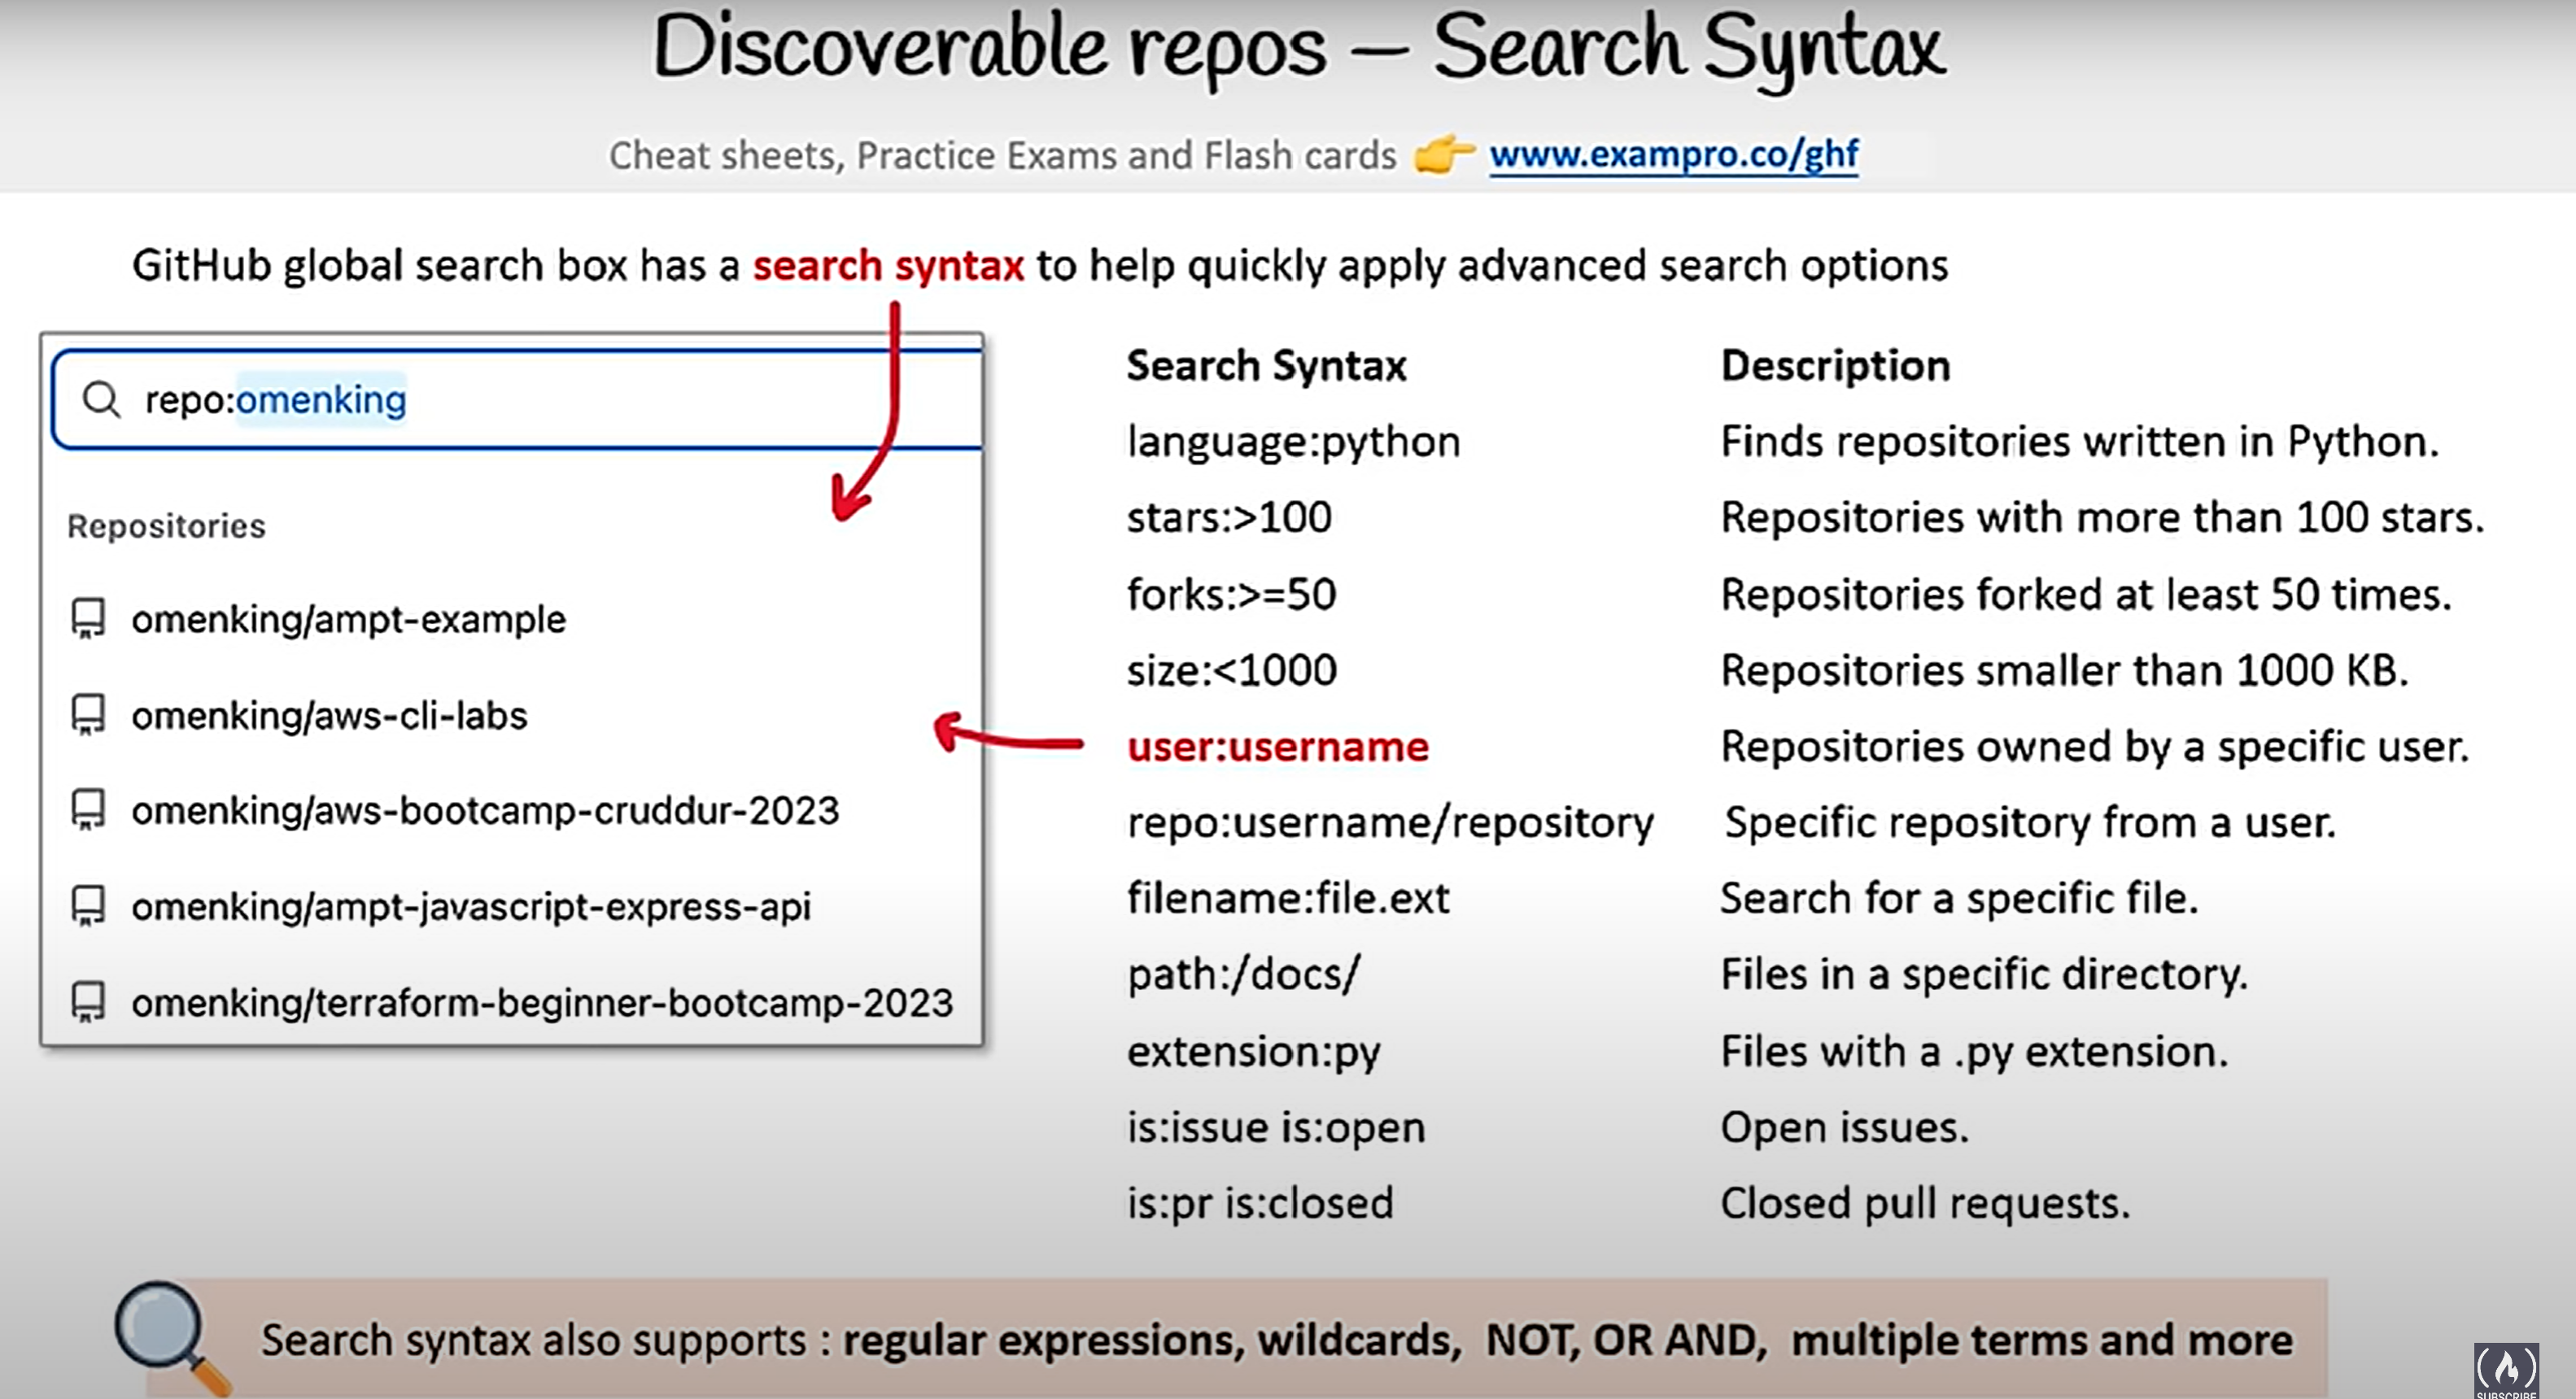 Discoverable repos – Search Syntax
Cheat sheets, Practice Exams and Flash cards 👉 www.exampro.co/ghf
GitHub global search box has a search syntax to help quickly apply advanced search options
repo:omenking
Repositories
omenking/ampt-example
omenking/aws-cli-labs
omenking/aws-bootcamp-cruddur-2023
omenking/ampt-javascript-express-api
omenking/terraform-beginner-bootcamp-2023
Search Syntax Description
language:python Finds repositories written in Python.
stars:>100 Repositories with more than 100 stars.
forks:>=50 Repositories forked at least 50 times.
size:<1000 Repositories smaller than 1000 KB.
user:username Repositories owned by a specific user.
repo:username/repository Specific repository from a user.
filename:file.ext Search for a specific file.
path:/docs/ Files in a specific directory.
extension:py Files with a .py extension.
is:issue is:open Open issues.
is:pr is:closed Closed pull requests.
Search syntax also supports : regular expressions, wildcards, NOT, OR AND, multiple terms and more
SUBSCRIBE